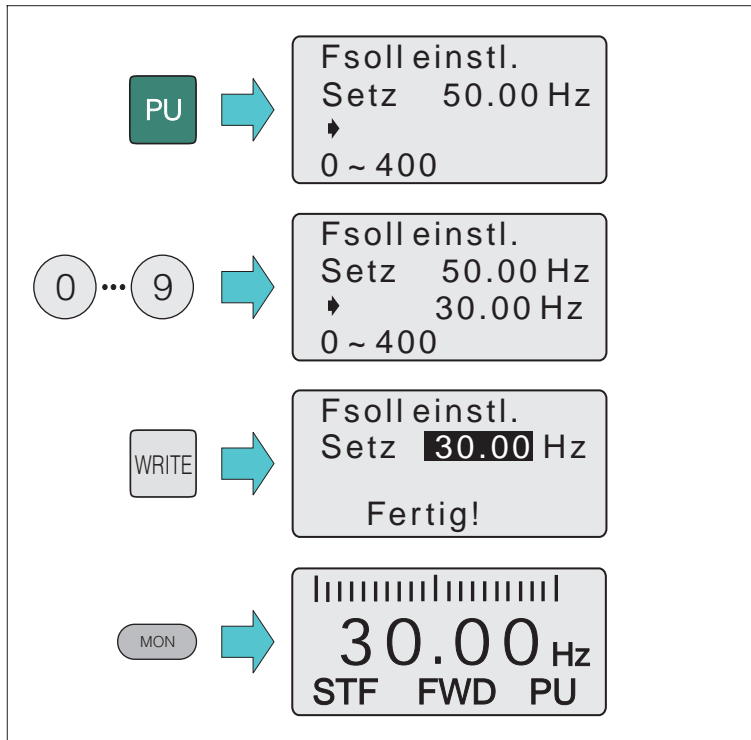 PU
Fsoll einstl.
Setz 50.00 Hz
➧
0 ~ 400
0 ... 9
Fsoll einstl.
Setz 50.00 Hz
➧ 30.00 Hz
0 ~ 400
WRITE
Fsoll einstl.
Setz 30.00 Hz
Fertig!
MON
30.00 Hz
STF FWD PU